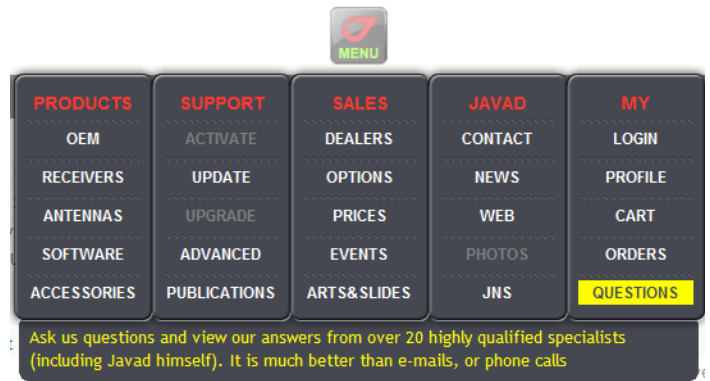 MENU
PRODUCTS SUPPORT SALES JAVAD MY
OEM ACTIVATE DEALERS CONTACT LOGIN
RECEIVERS UPDATE OPTIONS NEWS PROFILE
ANTENNAS UPGRADE PRICES WEB CART
SOFTWARE ADVANCED EVENTS PHOTOS ORDERS
ACCESSORIES PUBLICATIONS ARTS&SLIDES JNS QUESTIONS
Ask us questions and view our answers from over 20 highly qualified specialists
(including Javad himself). It is much better than e-mails, or phone calls